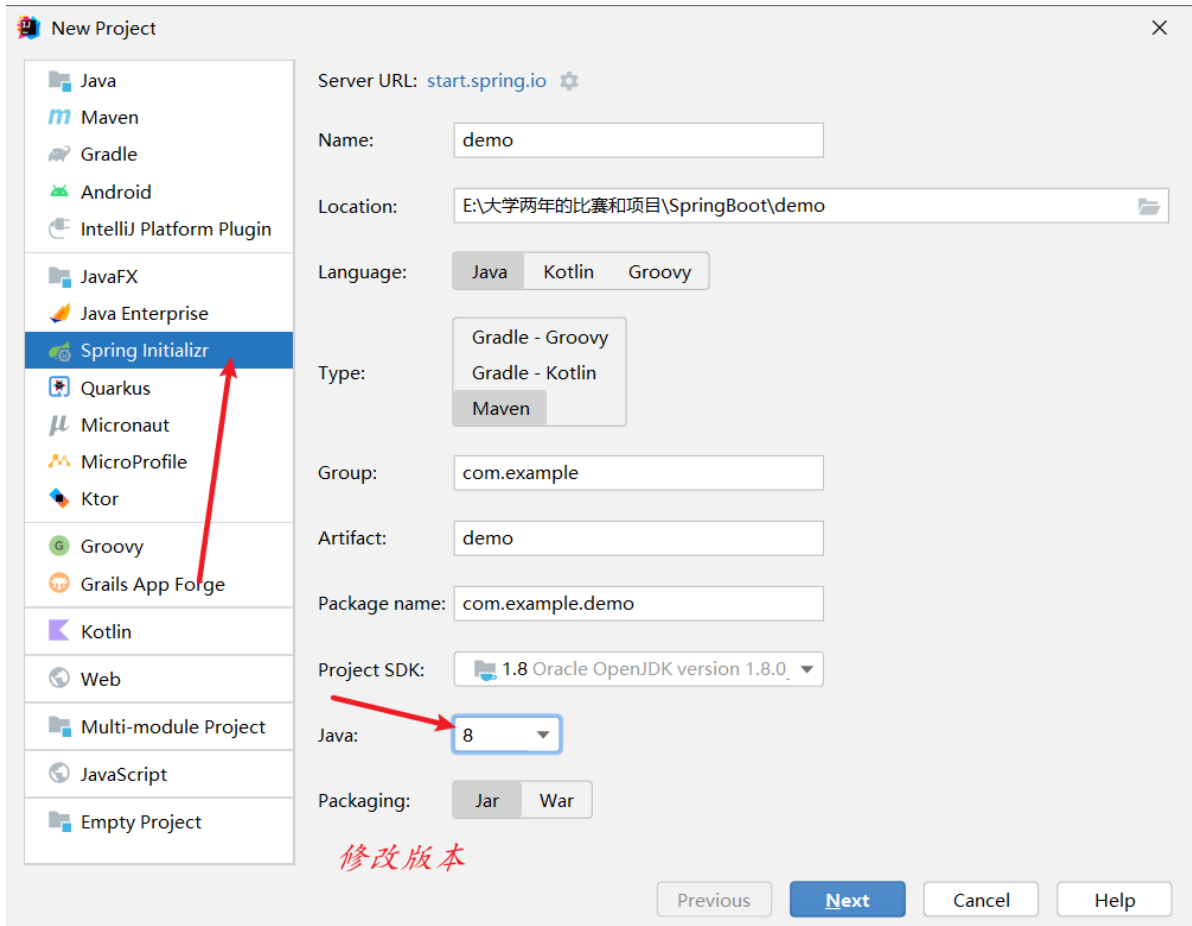 New Project
Java
Maven
Gradle
Android
IntelliJ Platform Plugin
JavaFX
Java Enterprise
Spring Initializr
Quarkus
Micronaut
MicroProfile
Ktor
Groovy
Grails App Forge
Kotlin
Web
Multi-module Project
JavaScript
Empty Project
Server URL: start.spring.io
Name: demo
Location: E:\大学两年的比赛和项目\SpringBoot\demo
Language: Java Kotlin Groovy
Type:
Gradle - Groovy
Gradle - Kotlin
Maven
Group: com.example
Artifact: demo
Package name: com.example.demo
Project SDK: 1.8 Oracle OpenJDK version 1.8.0_
Java: 8
Packaging: Jar War
修改版本
Previous Next Cancel Help